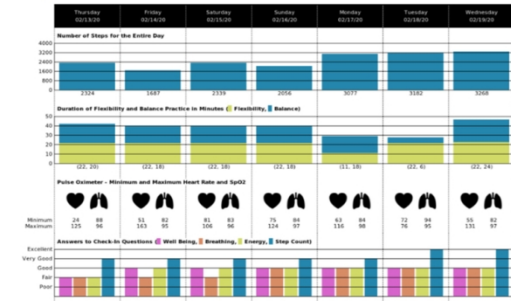 Thursday Friday Saturday Sunday Monday Tuesday Wednesday
02/13/20 02/14/20 02/15/20 02/16/20 02/17/20 02/18/20 02/19/20
Number of Steps for the Entire Day
4000
3200
2400
1600
800
0
2324 1687 2339 2056 3077 3182 3268
Duration of Flexibility and Balance Practice in Minutes ( Flexibility, Balance)
50
40
30
20
10
0
(22, 20) (22, 18) (22, 18) (22, 18) (11, 18) (22, 6) (22, 24)
Pulse Oximeter - Minimum and Maximum Heart Rate and SpO2
Minimum 24 88 51 82 81 83 75 84 63 84 72 94 55 82
Maximum 125 96 163 95 106 96 124 97 116 98 76 95 131 97
Answers to Check-In Questions ( Well Being, Breathing, Energy, Step Count)
Excellent
Very Good
Good
Fair
Poor